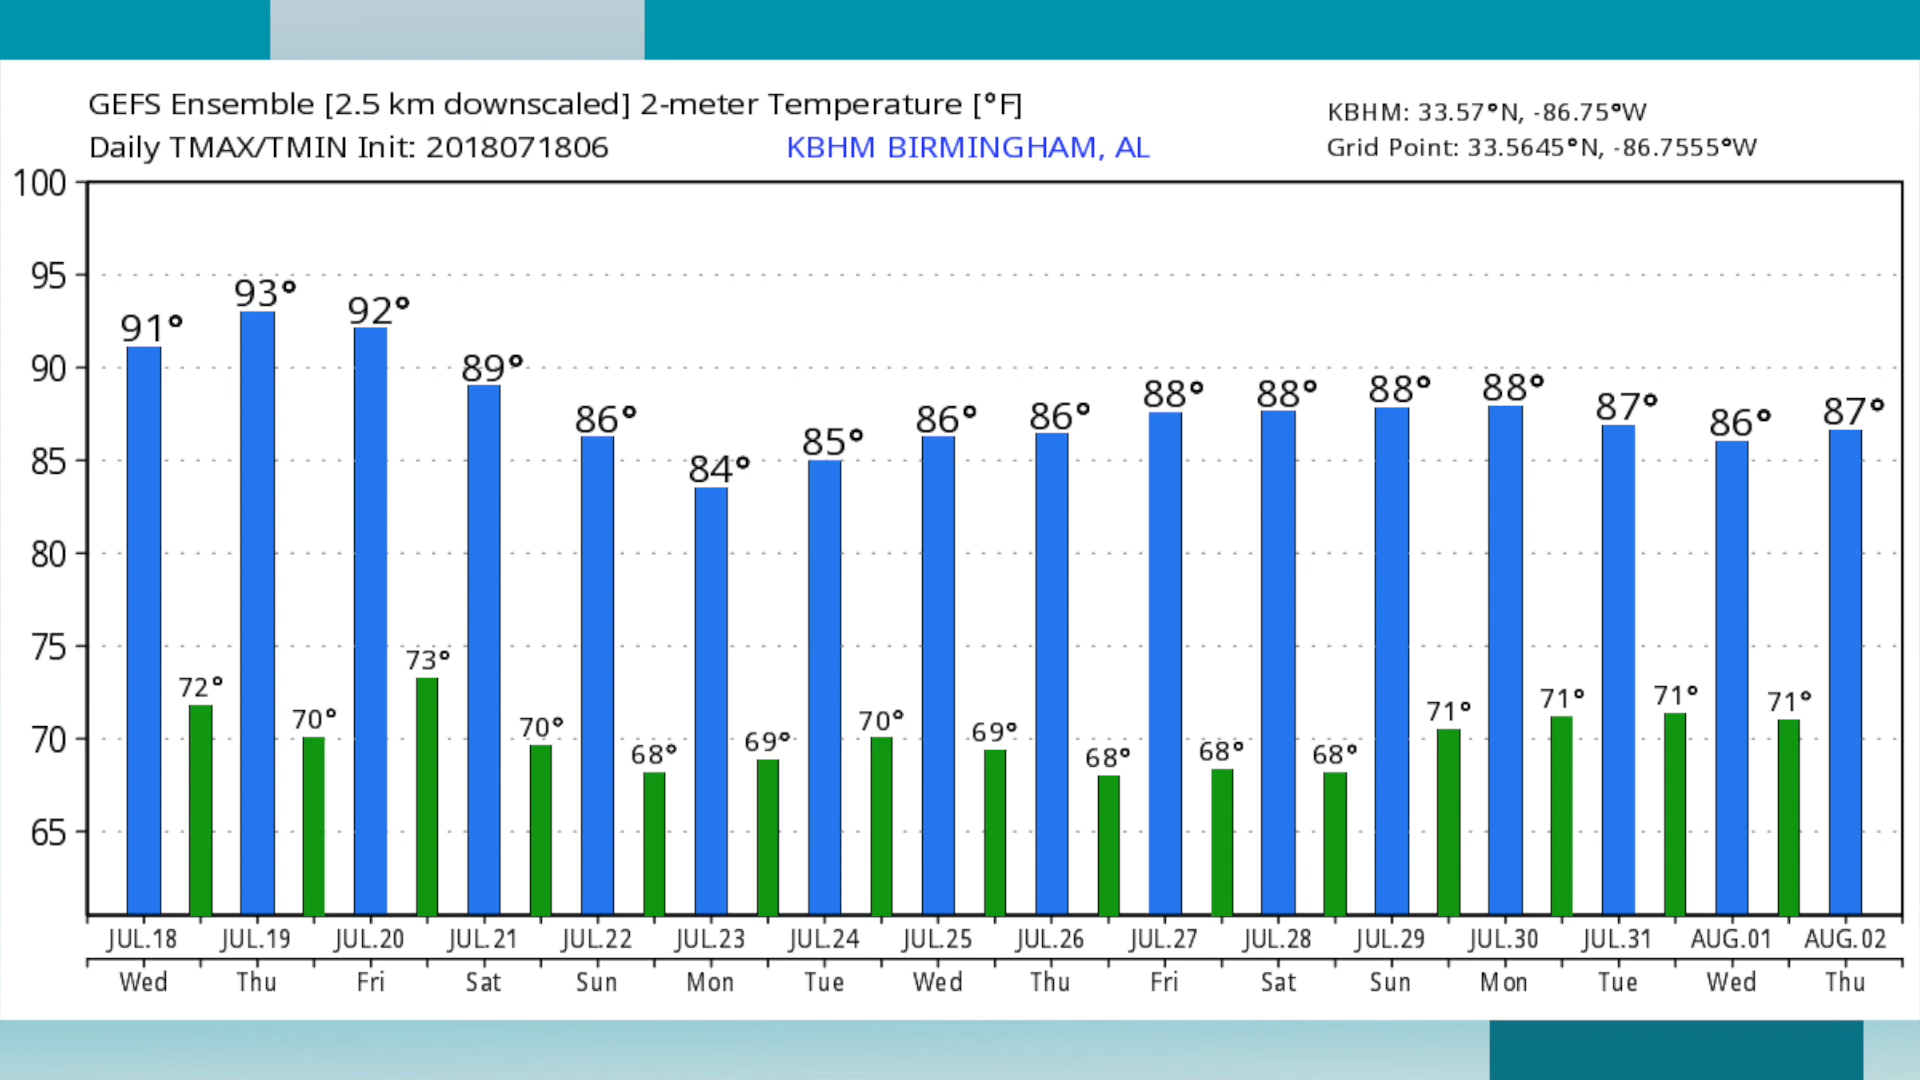 GEFS Ensemble [2.5 km downscaled] 2-meter Temperature [°F]
Daily TMAX/TMIN Init: 2018071806 KBHM BIRMINGHAM, AL
KBHM: 33.57°N, -86.75°W
Grid Point: 33.5645°N, -86.7555°W
100
95
90
85
80
75
70
65
91° 93° 92° 89° 86° 84° 85° 86° 86° 88° 88° 88° 88° 87° 86° 87°
72° 70° 73° 70° 68° 69° 70° 69° 68° 68° 68° 71° 71° 71° 71°
JUL.18 JUL.19 JUL.20 JUL.21 JUL.22 JUL.23 JUL.24 JUL.25 JUL.26 JUL.27 JUL.28 JUL.29 JUL.30 JUL.31 AUG.01 AUG.02
Wed Thu Fri Sat Sun Mon Tue Wed Thu Fri Sat Sun Mon Tue Wed Thu